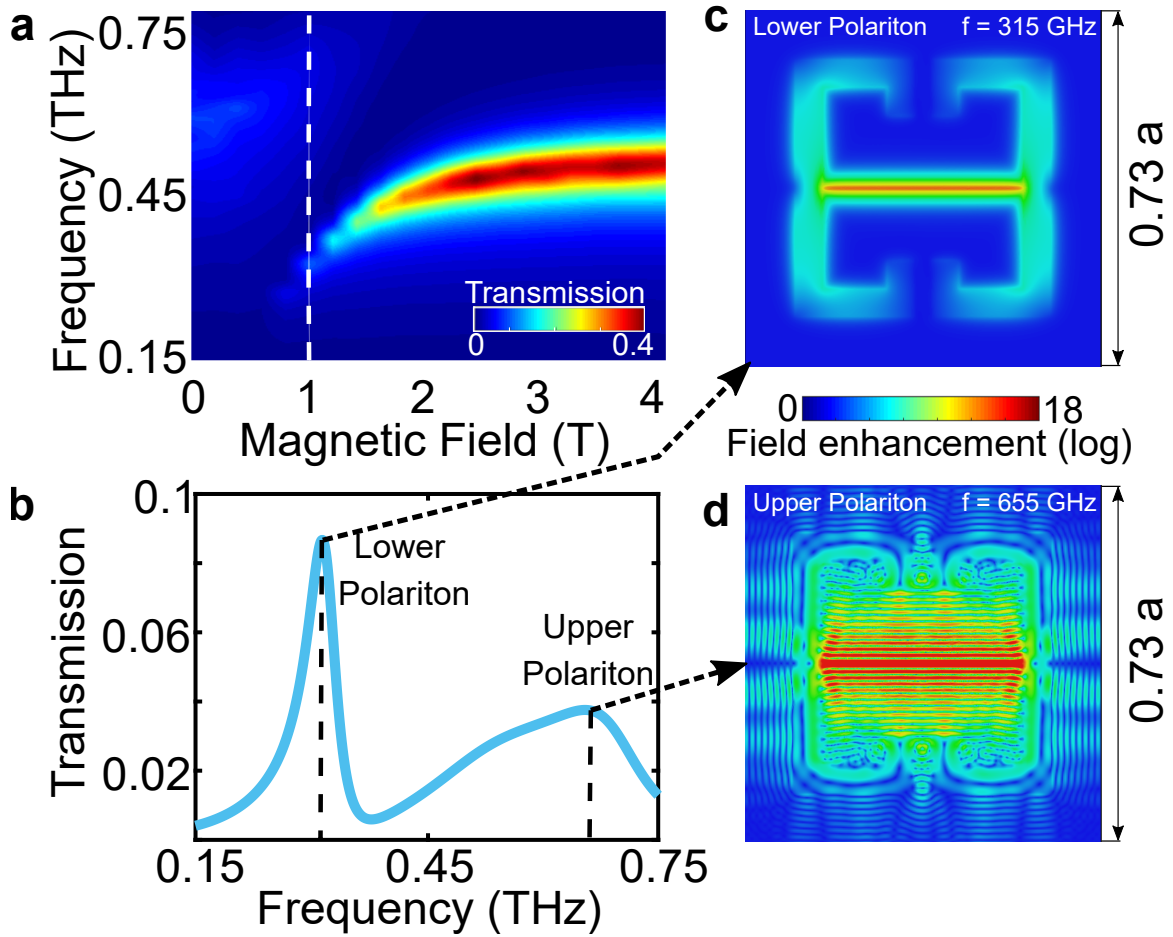 a
0.75
0.45
0.15
Frequency (THz)
Transmission
0
0.4
0
1
2
3
4
Magnetic Field (T)
b
0.1
0.06
0.02
Transmission
Lower
Polariton
Upper
Polariton
0.15
0.45
0.75
Frequency (THz)
c
Lower Polariton f = 315 GHz
0.73 a
0
18
Field enhancement (log)
d
Upper Polariton f = 655 GHz
0.73 a